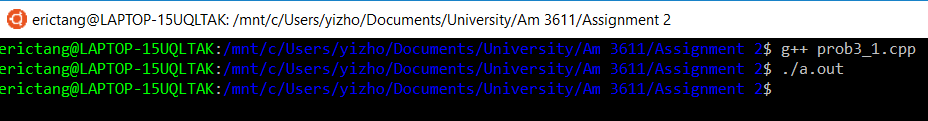 erictang@LAPTOP-15UQLTAK: /mnt/c/Users/yizho/Documents/University/Am 3611/Assignment 2
erictang@LAPTOP-15UQLTAK:/mnt/c/Users/yizho/Documents/University/Am 3611/Assignment 2$ g++ prob3_1.cpp
erictang@LAPTOP-15UQLTAK:/mnt/c/Users/yizho/Documents/University/Am 3611/Assignment 2$ ./a.out
erictang@LAPTOP-15UQLTAK:/mnt/c/Users/yizho/Documents/University/Am 3611/Assignment 2$